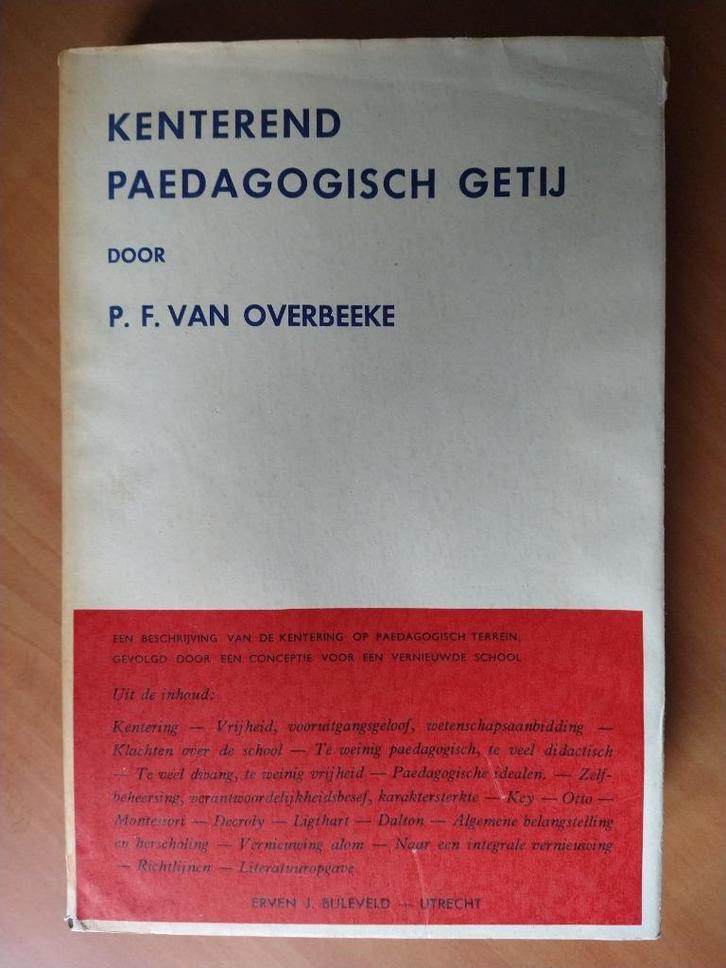 KENTEREND
PAEDAGOGISCH GETIJ
DOOR
P. F. VAN OVERBEEKE
EEN BESCHRIJVING VAN DE KENTERING OP PAEDAGOGISCH TERREIN,
GEVOLGD DOOR EEN CONCEPTIE VOOR EEN VERNIEUWDE SCHOOL
Uit de inhoud:
Kentering — Vrijheid, vooruitgangsgeloof, wetenschapsaanbidding —
Klachten over de school — Te weinig paedagogisch, te veel didactisch
— Te veel dwang, te weinig vrijheid — Paedagogische idealen. — Zelf-
beheersing, verantwoordelijkheidsbesef, karaktersterkte — Key — Otto —
Montessori — Decroly — Ligthart — Dalton — Algemene belangstelling
en herscholing — Vernieuwing alom — Naar een integrale vernieuwing
— Richtlijnen — Literatuuropgave
ERVEN J. BIJLEVELD — UTRECHT